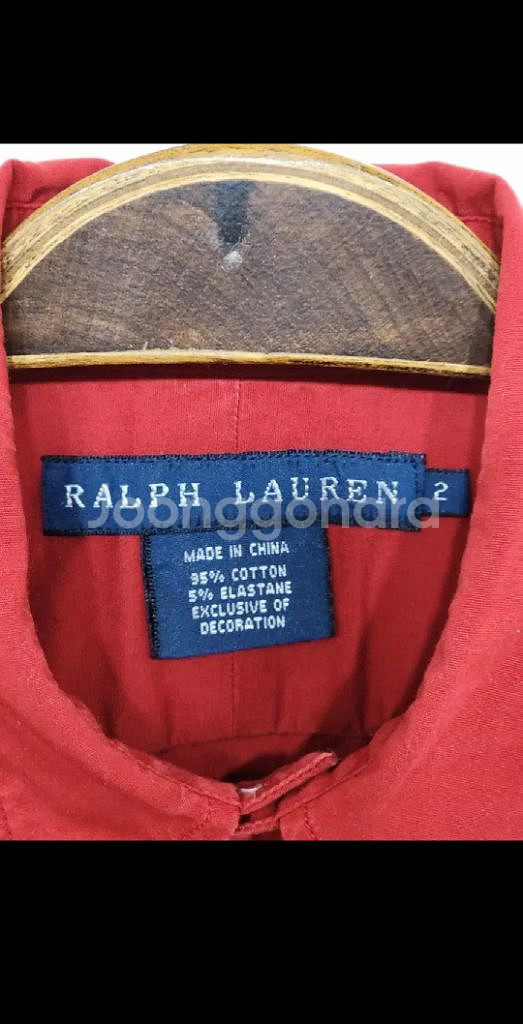 RALPH LAUREN 2
Joonggonara
MADE IN CHINA
95% COTTON
5% ELASTANE
EXCLUSIVE OF
DECORATION